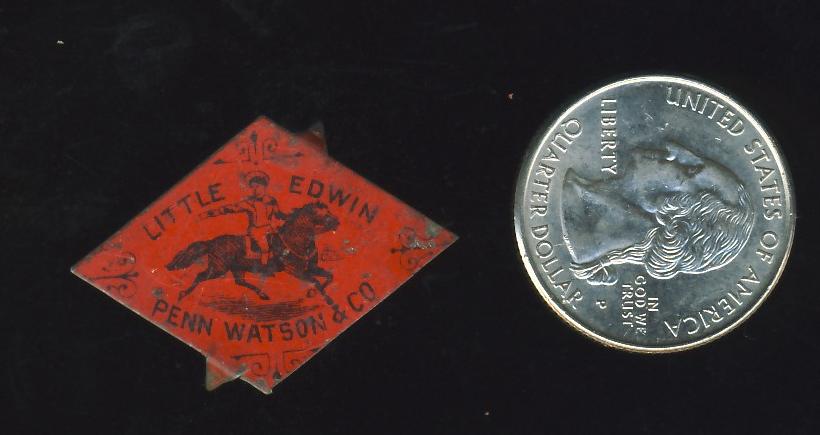 LITTLE EDWIN
PENN WATSON & CO
UNITED STATES OF AMERICA
LIBERTY
IN
GOD WE
TRUST
P
QUARTER DOLLAR